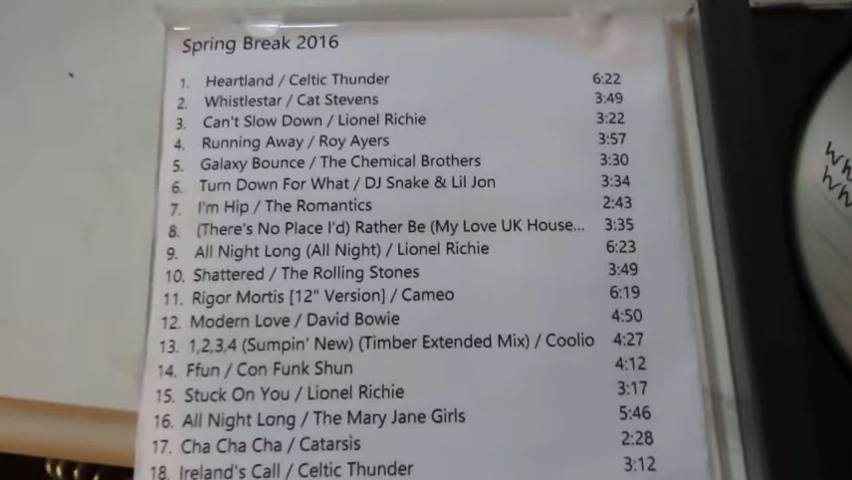 Spring Break 2016
1. Heartland / Celtic Thunder 6:22
2. Whistlestar / Cat Stevens 3:49
3. Can't Slow Down / Lionel Richie 3:22
4. Running Away / Roy Ayers 3:57
5. Galaxy Bounce / The Chemical Brothers 3:30
6. Turn Down For What / DJ Snake & Lil Jon 3:34
7. I'm Hip / The Romantics 2:43
8. (There's No Place I'd) Rather Be (My Love UK House... 3:35
9. All Night Long (All Night) / Lionel Richie 6:23
10. Shattered / The Rolling Stones 3:49
11. Rigor Mortis [12" Version] / Cameo 6:19
12. Modern Love / David Bowie 4:50
13. 1,2,3,4 (Sumpin' New) (Timber Extended Mix) / Coolio 4:27
14. Ffun / Con Funk Shun 4:12
15. Stuck On You / Lionel Richie 3:17
16. All Night Long / The Mary Jane Girls 5:46
17. Cha Cha Cha / Catarsis 2:28
18. Ireland's Call / Celtic Thunder 3:12